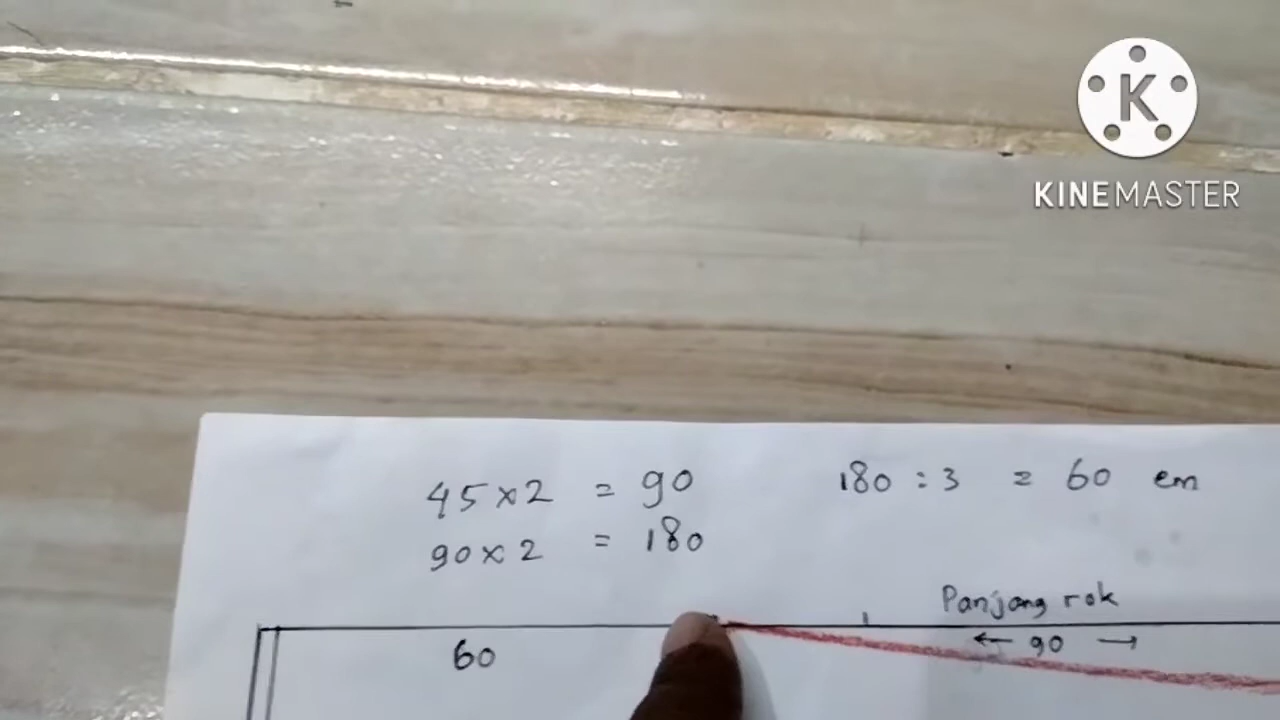 K
KINEMASTER
45 x 2 = 90
180 : 3 = 60 cm
90 x 2 = 180
Panjang rok
← 90 →
60